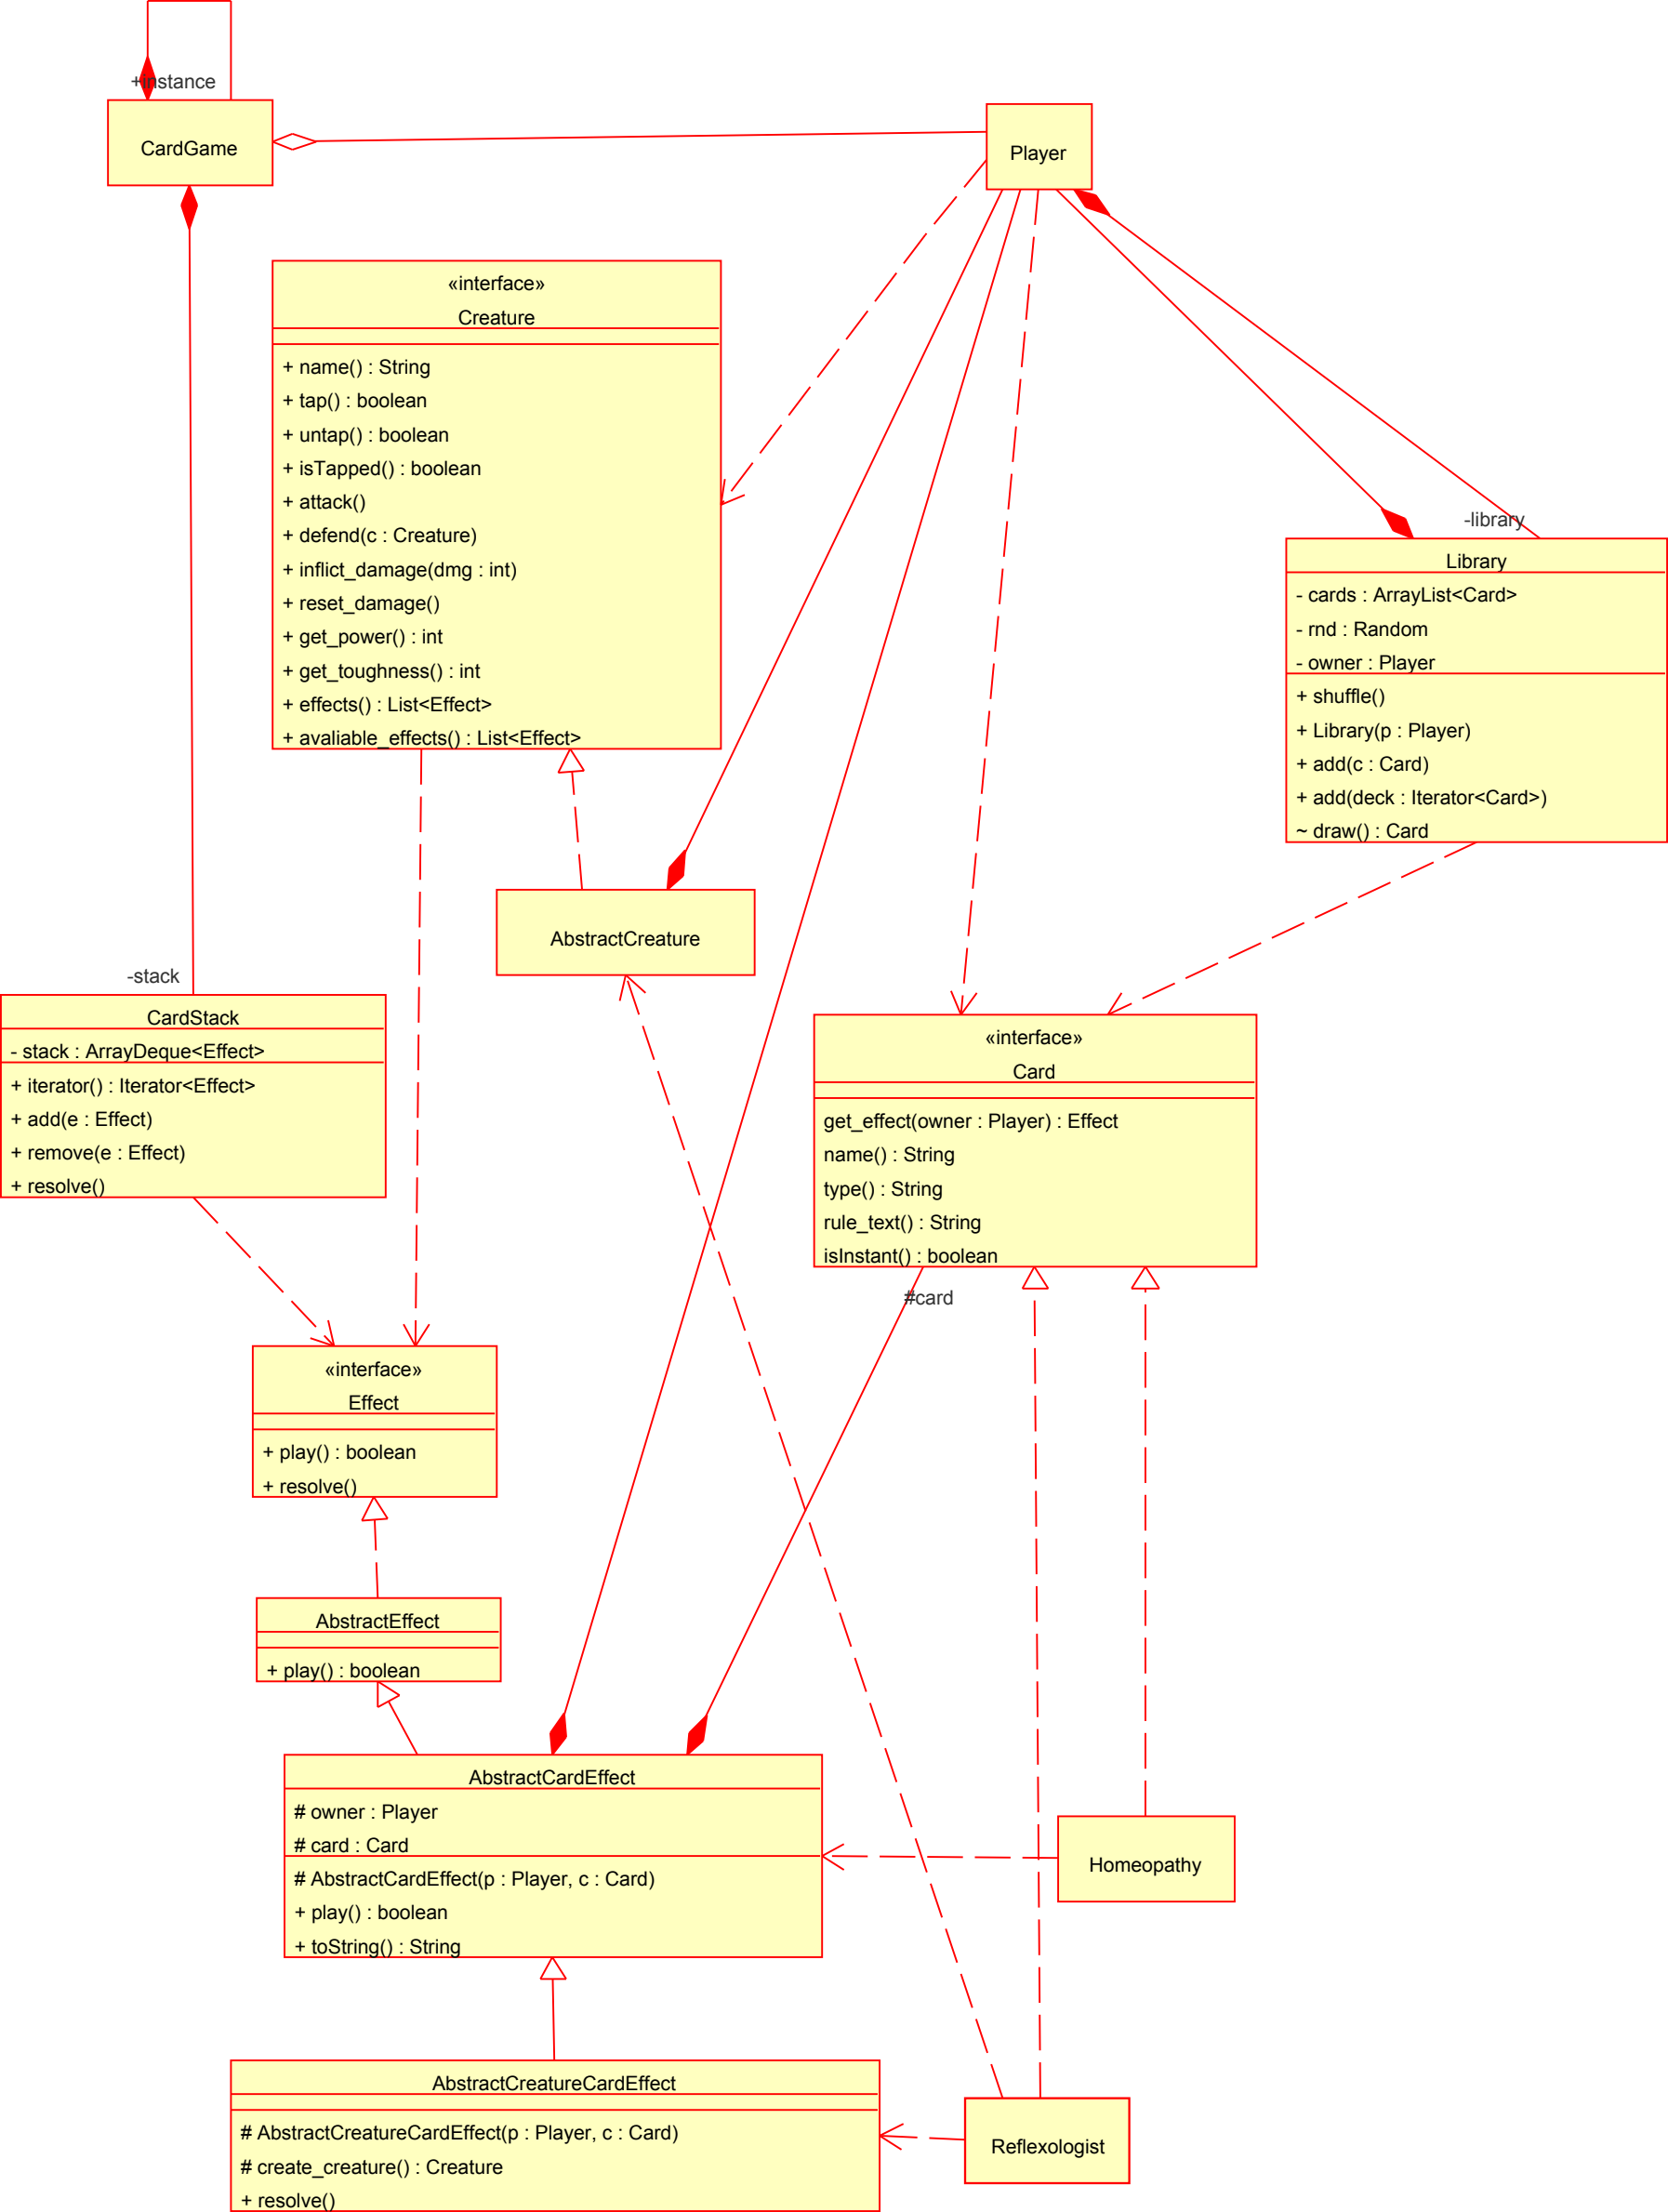 +instance
CardGame
Player
«interface»
Creature
+ name() : String
+ tap() : boolean
+ untap() : boolean
+ isTapped() : boolean
+ attack()
+ defend(c : Creature)
+ inflict_damage(dmg : int)
+ reset_damage()
+ get_power() : int
+ get_toughness() : int
+ effects() : List<Effect>
+ avaliable_effects() : List<Effect>
-library
Library
- cards : ArrayList<Card>
- rnd : Random
- owner : Player
+ shuffle()
+ Library(p : Player)
+ add(c : Card)
+ add(deck : Iterator<Card>)
~ draw() : Card
AbstractCreature
-stack
CardStack
- stack : ArrayDeque<Effect>
+ iterator() : Iterator<Effect>
+ add(e : Effect)
+ remove(e : Effect)
+ resolve()
«interface»
Card
get_effect(owner : Player) : Effect
name() : String
type() : String
rule_text() : String
isInstant() : boolean
#card
«interface»
Effect
+ play() : boolean
+ resolve()
AbstractEffect
+ play() : boolean
AbstractCardEffect
# owner : Player
# card : Card
# AbstractCardEffect(p : Player, c : Card)
+ play() : boolean
+ toString() : String
Homeopathy
AbstractCreatureCardEffect
# AbstractCreatureCardEffect(p : Player, c : Card)
# create_creature() : Creature
+ resolve()
Reflexologist